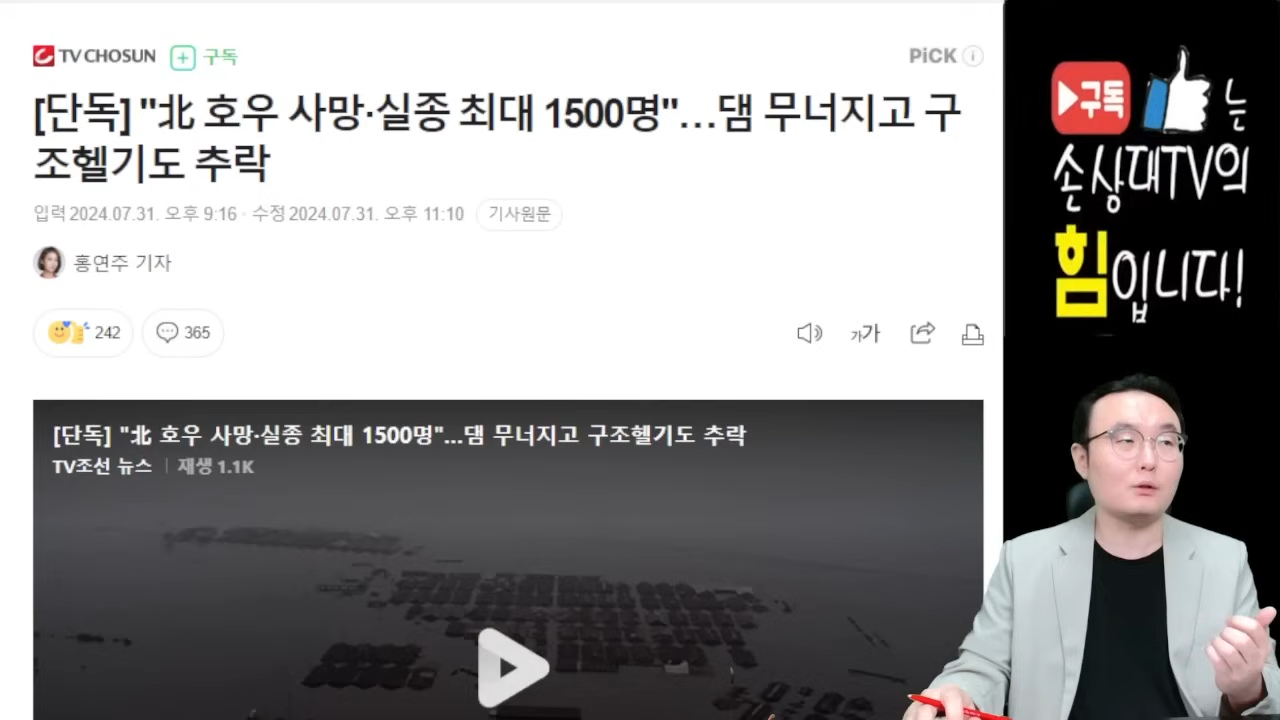 TV CHOSUN 구독
PiCK
[단독] "北 호우 사망·실종 최대 1500명"…댐 무너지고 구
조헬기도 추락
입력 2024.07.31. 오후 9:16 · 수정 2024.07.31. 오후 11:10 기사원문
홍연주 기자
242 365
가가
[단독] "北 호우 사망·실종 최대 1500명"...댐 무너지고 구조헬기도 추락
TV조선 뉴스 | 재생 1.1K
구독 는
손상대TV의
힘입니다!